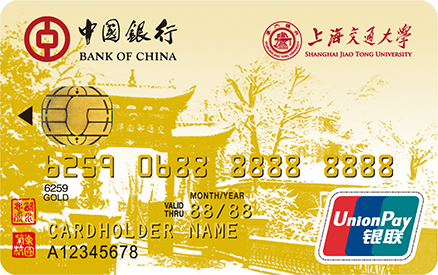 中国银行
BANK OF CHINA
上海交通大学
SHANGHAI JIAO TONG UNIVERSITY
6259 0688 8888 8888
6259
GOLD
MONTH/YEAR
VALID THRU 88/88
CARDHOLDER NAME
A12345678
UnionPay
银联